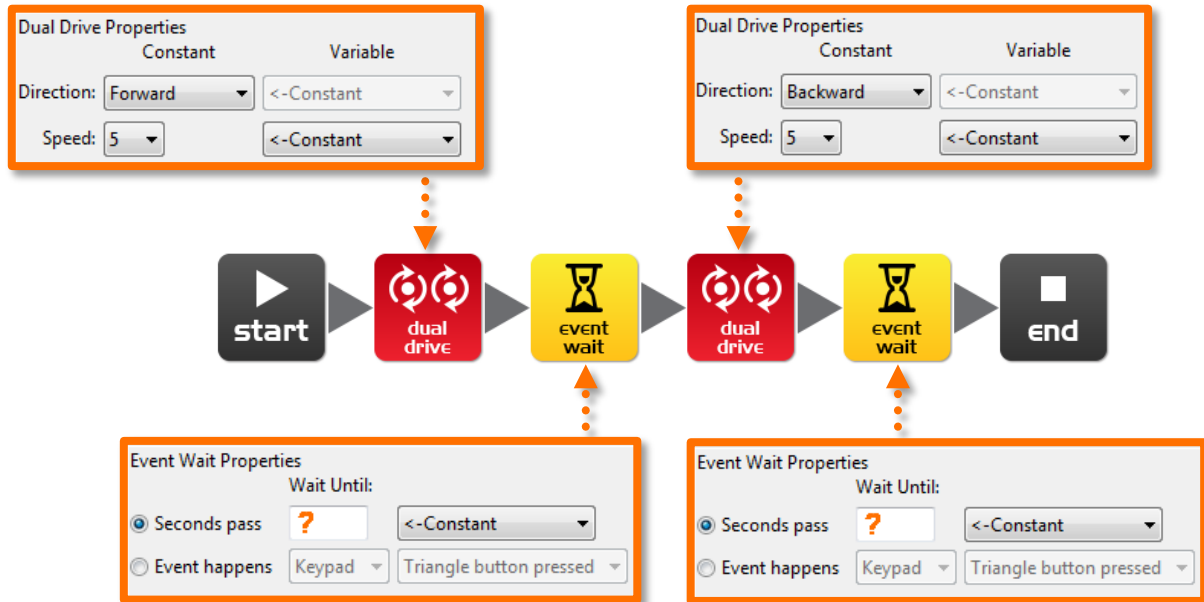 Dual Drive Properties
Constant Variable
Direction: Forward <-Constant
Speed: 5 <-Constant
Dual Drive Properties
Constant Variable
Direction: Backward <-Constant
Speed: 5 <-Constant
start
dual
drive
event
wait
dual
drive
event
wait
end
Event Wait Properties
Wait Until:
Seconds pass ? <-Constant
Event happens Keypad Triangle button pressed
Event Wait Properties
Wait Until:
Seconds pass ? <-Constant
Event happens Keypad Triangle button pressed